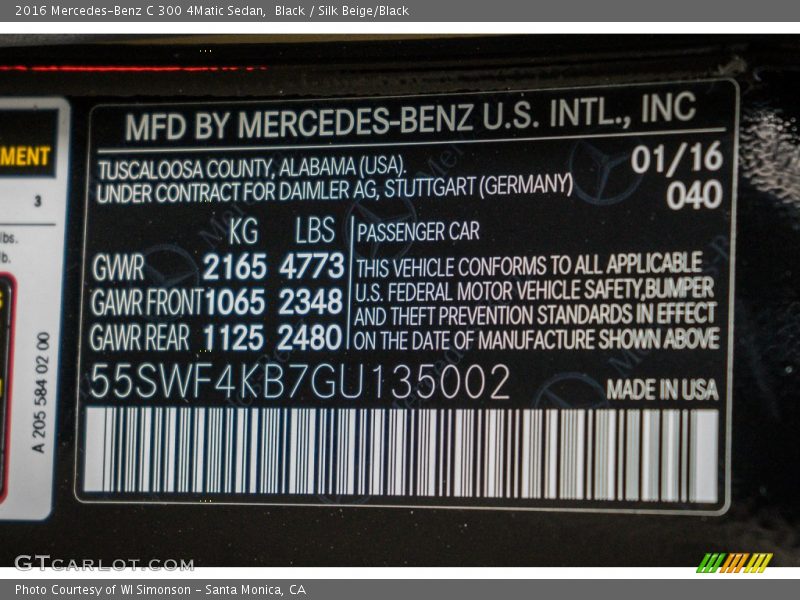 2016 Mercedes-Benz C 300 4Matic Sedan,  Black / Silk Beige/Black
MFD BY MERCEDES-BENZ U.S. INTL., INC
TUSCALOOSA COUNTY, ALABAMA (USA).
UNDER CONTRACT FOR DAIMLER AG, STUTTGART (GERMANY)
01/16
040
KG LBS
GWR 2165 4773
GAWR FRONT 1065 2348
GAWR REAR 1125 2480
PASSENGER CAR
THIS VEHICLE CONFORMS TO ALL APPLICABLE
U.S. FEDERAL MOTOR VEHICLE SAFETY,BUMPER
AND THEFT PREVENTION STANDARDS IN EFFECT
ON THE DATE OF MANUFACTURE SHOWN ABOVE
55SWF4KB7GU135002
MADE IN USA
MENT
3
lbs.
lb.
A 205 584 02 00
GTCARLOT.COM
Photo Courtesy of WI Simonson - Santa Monica, CA